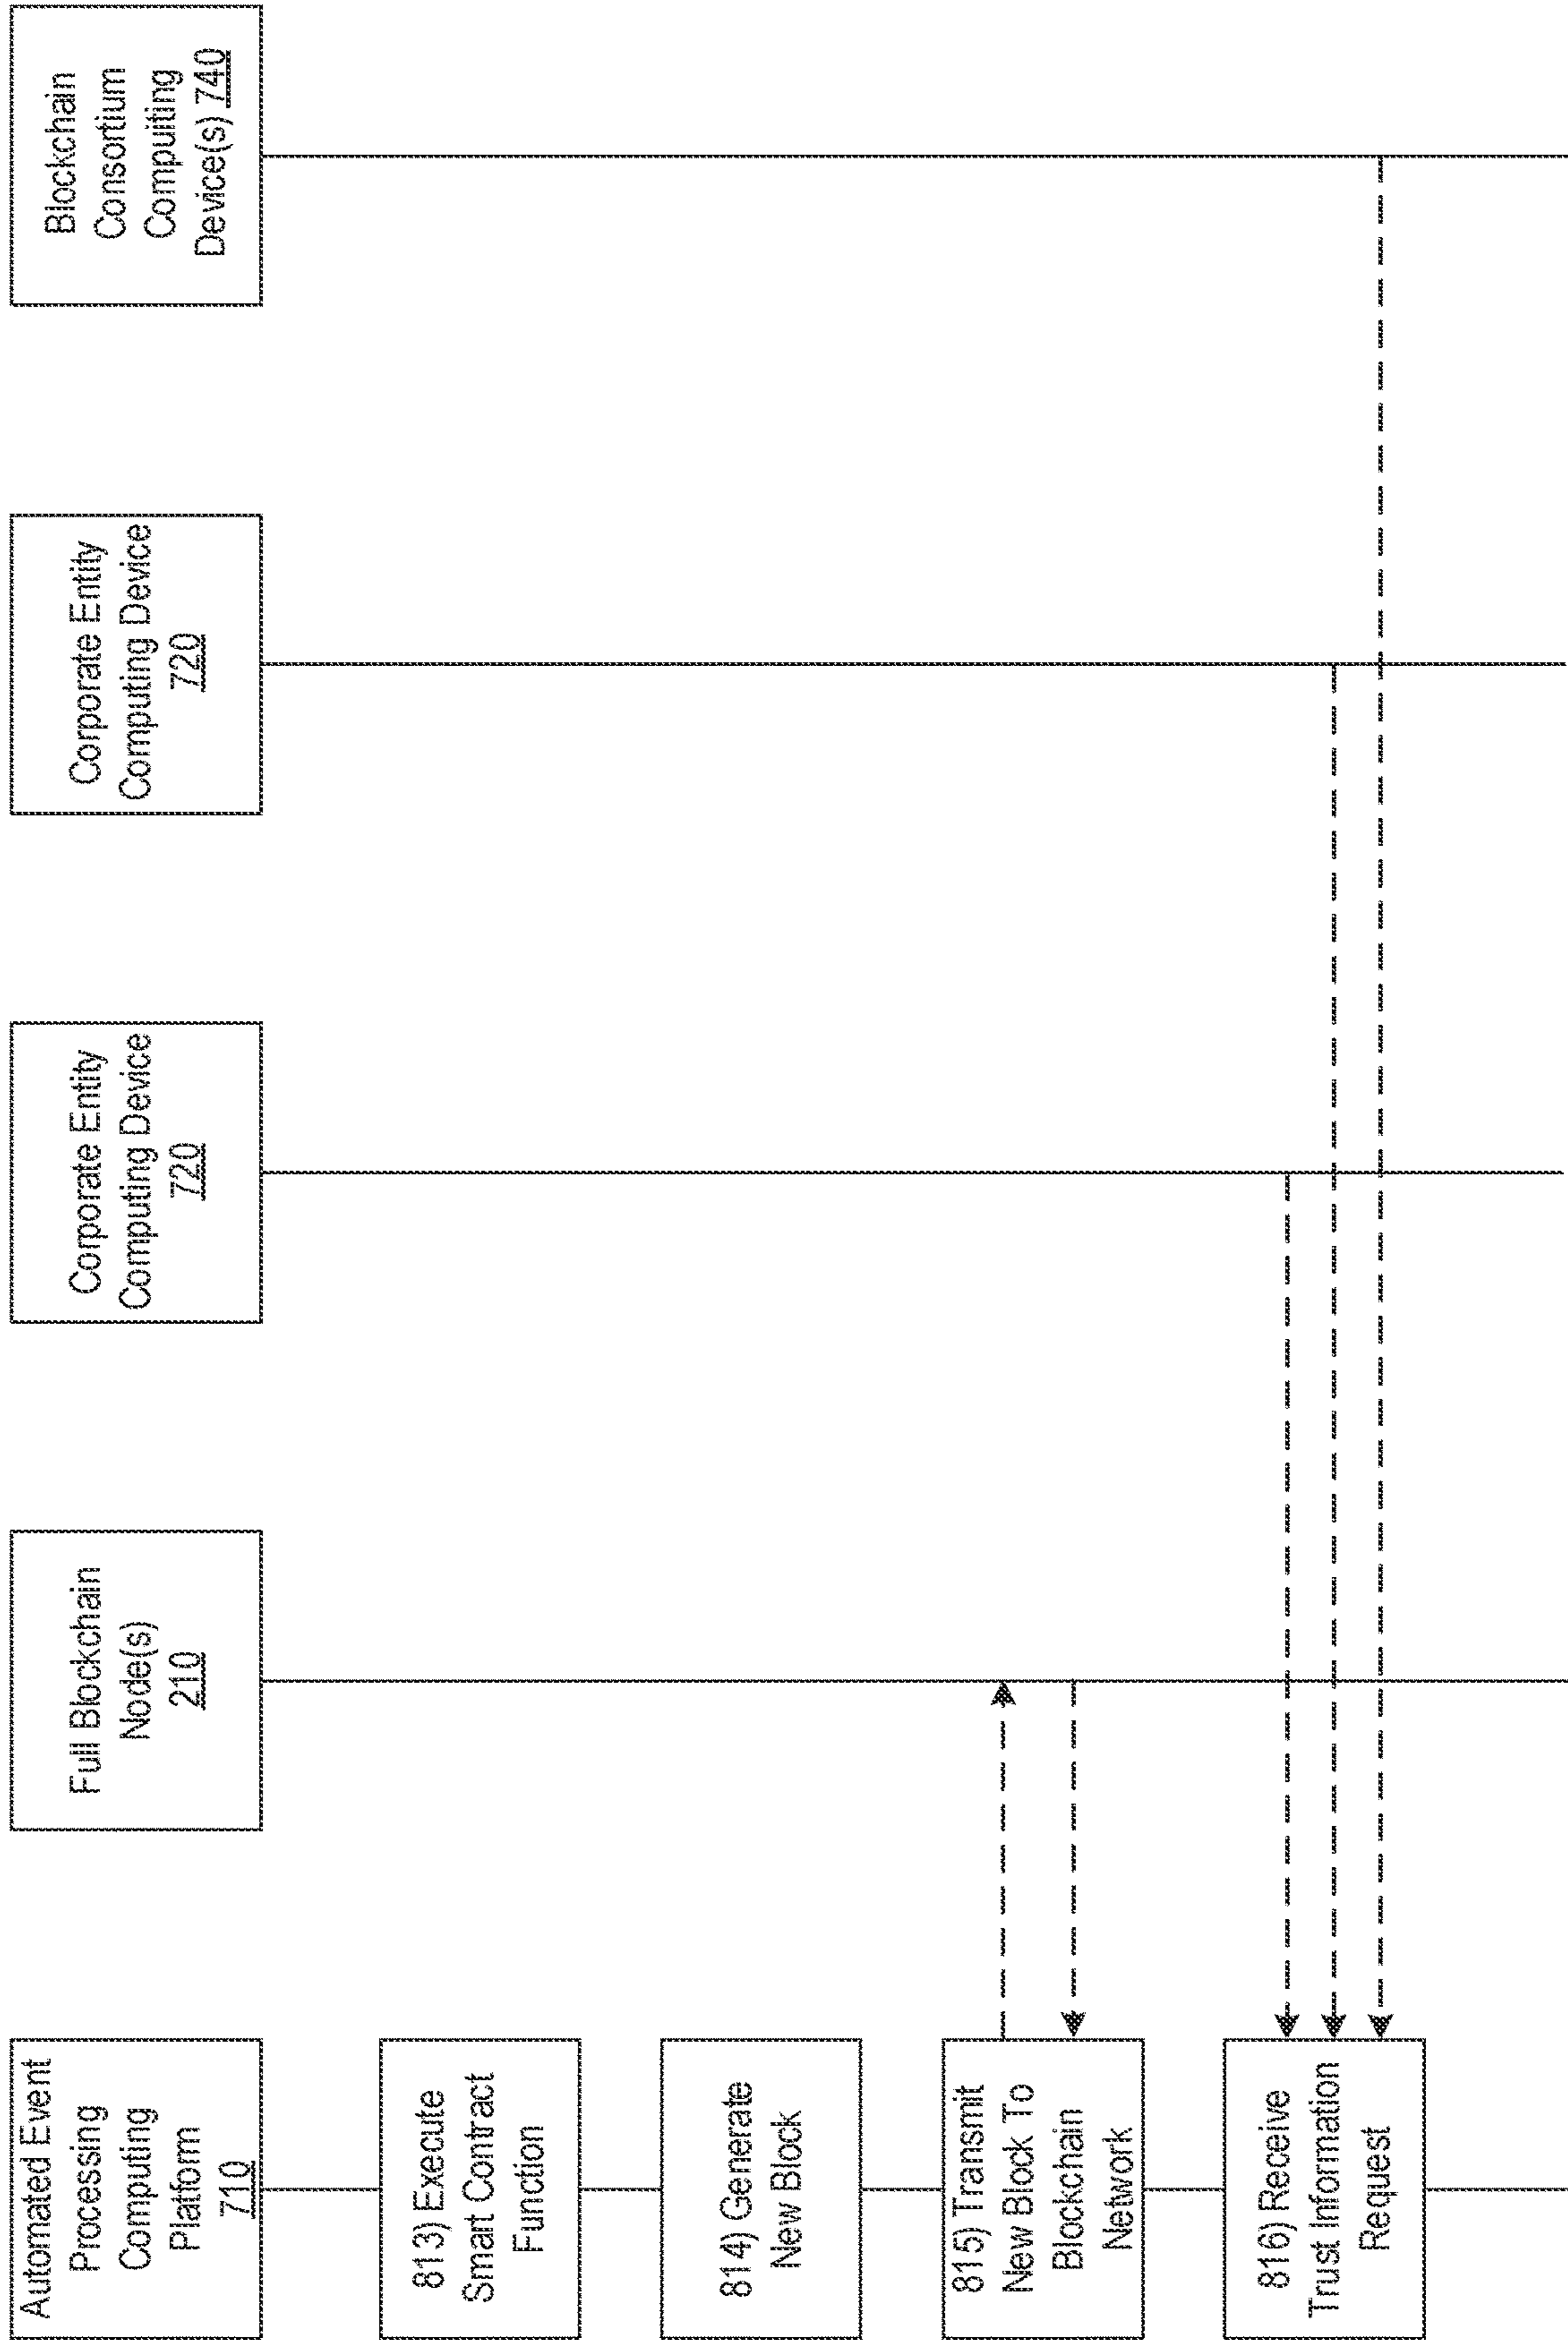 Automated Event
Processing
Computing
Platform
710
Full Blockchain
Node(s)
210
Corporate Entity
Computing Device
720
Corporate Entity
Computing Device
720
Blockchain
Consortium
Compuiting
Device(s) 740
813) Execute
Smart Contract
Function
814) Generate
New Block
815) Transmit
New Block To
Blockchain
Network
816) Receive
Trust Information
Request